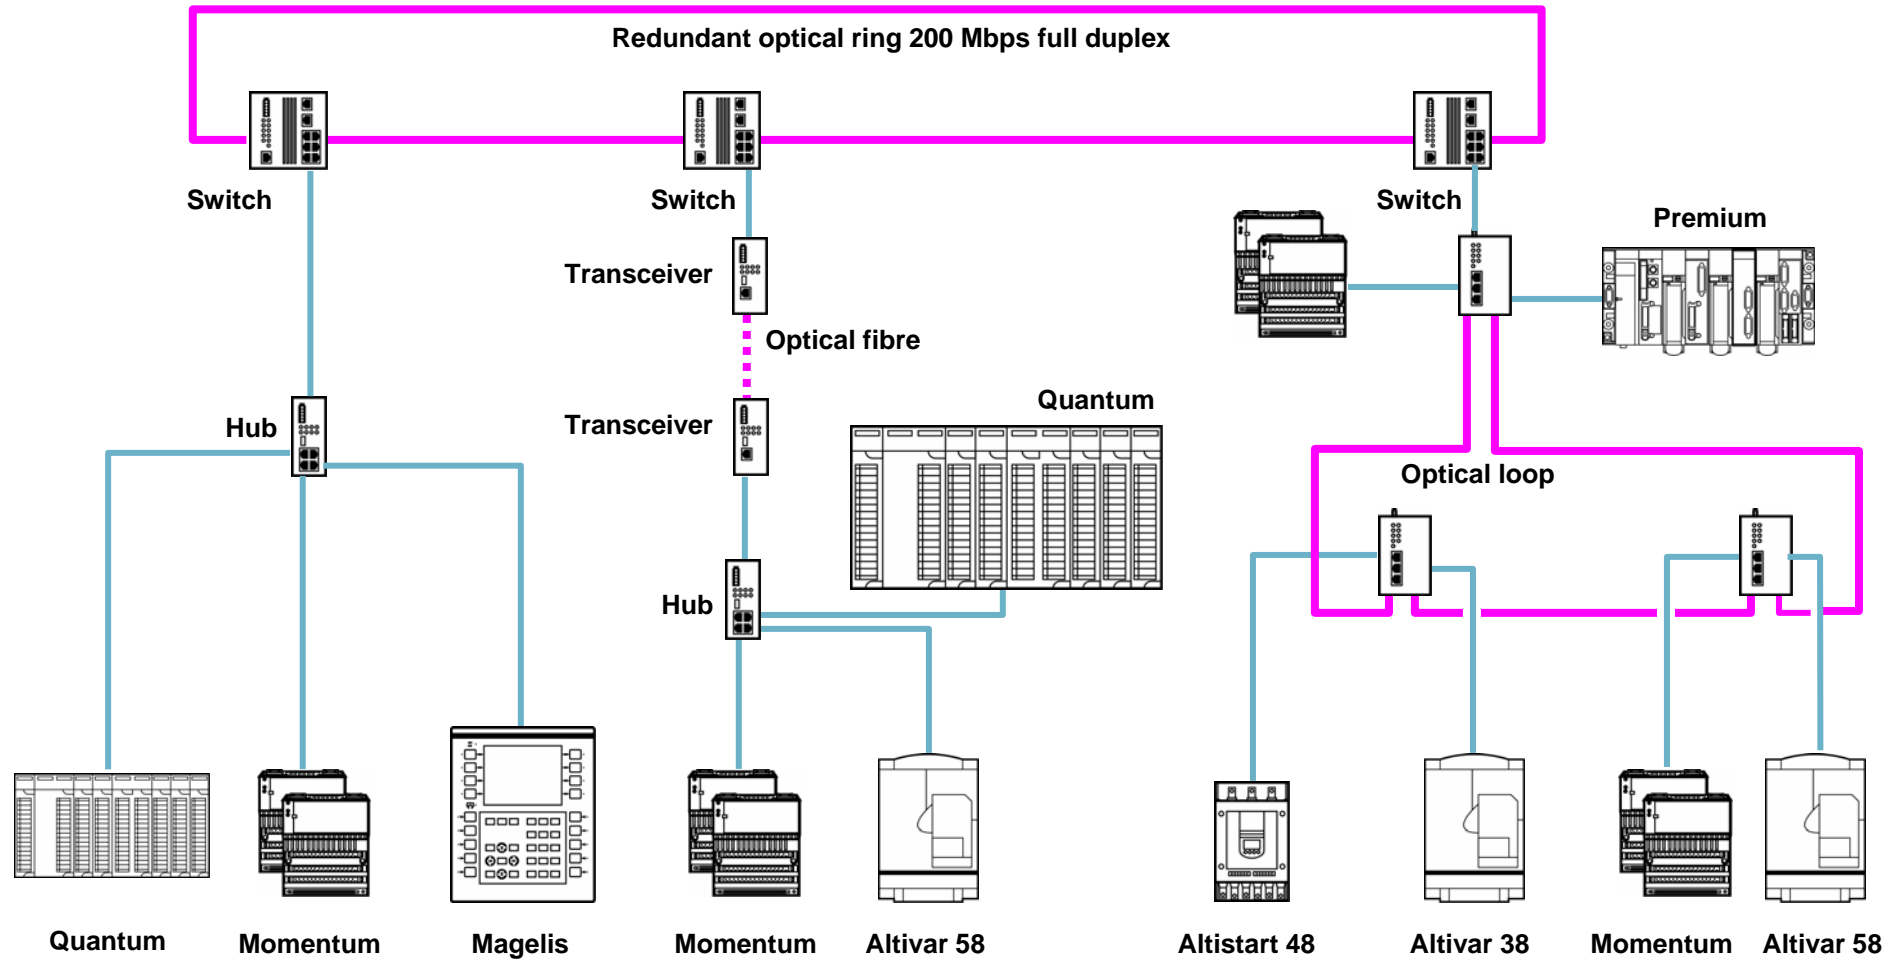 Redundant optical ring 200 Mbps full duplex
Switch
Switch
Switch
Premium
Transceiver
Optical fibre
Quantum
Hub
Transceiver
Optical loop
Hub
Quantum
Momentum
Magelis
Momentum
Altivar 58
Altistart 48
Altivar 38
Momentum
Altivar 58